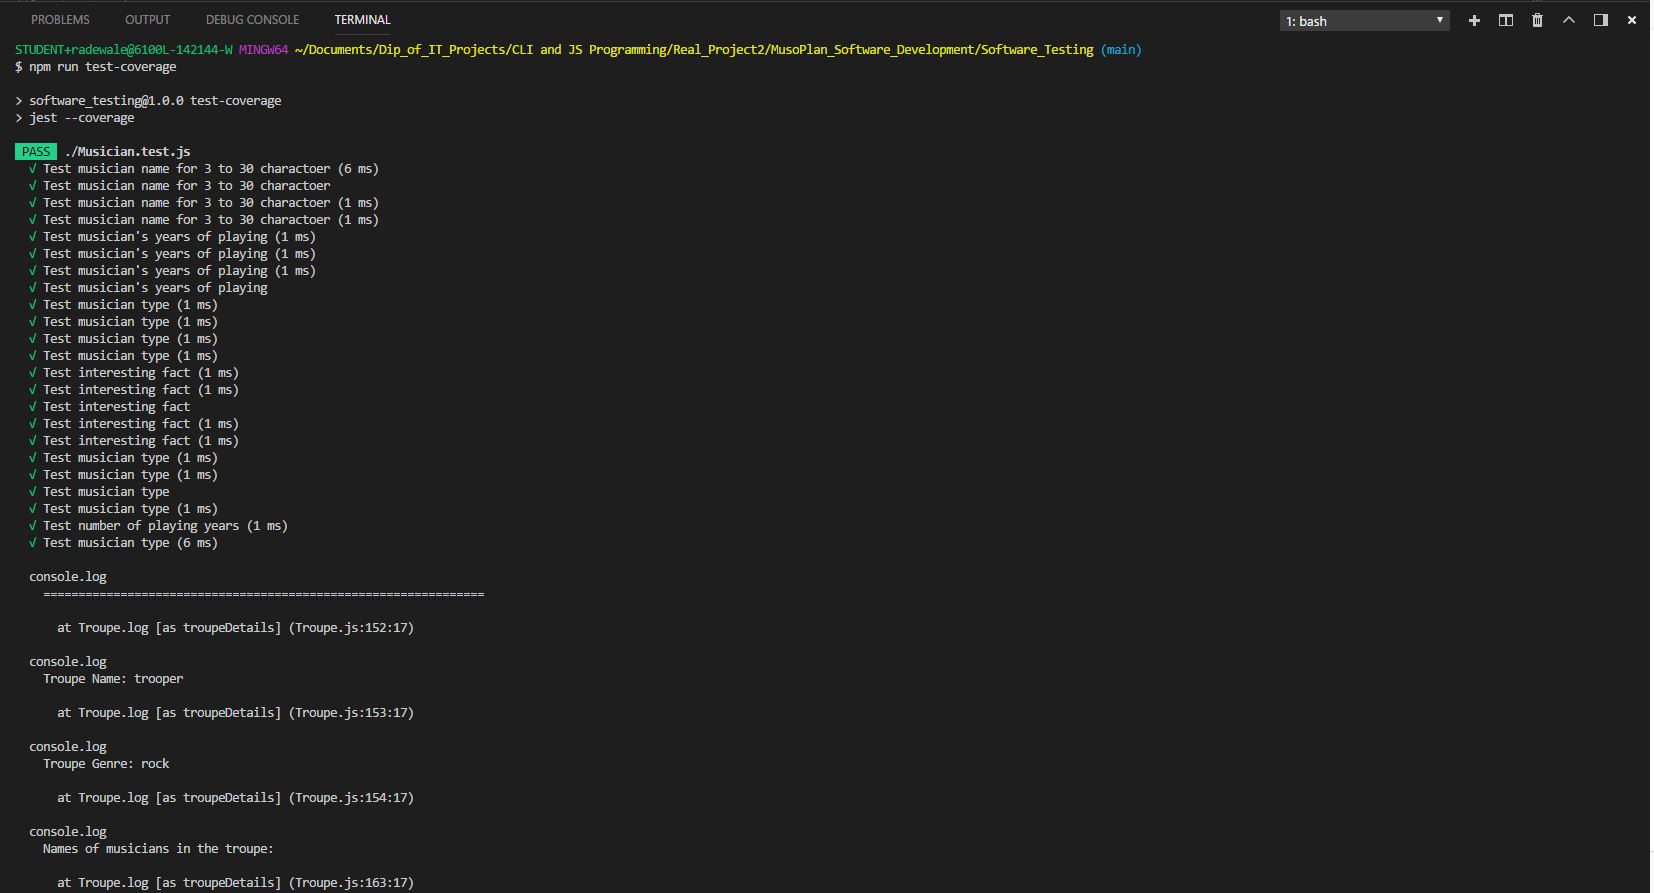 PROBLEMS OUTPUT DEBUG CONSOLE TERMINAL 1: bash
STUDENT+radewale@6100L-142144-W MINGW64 ~/Documents/Dip_of_IT_Projects/CLI and JS Programming/Real_Project2/MusoPlan_Software_Development/Software_Testing (main)
$ npm run test-coverage
> software_testing@1.0.0 test-coverage
> jest --coverage
PASS ./Musician.test.js
√ Test musician name for 3 to 30 charactoer (6 ms)
√ Test musician name for 3 to 30 charactoer
√ Test musician name for 3 to 30 charactoer (1 ms)
√ Test musician name for 3 to 30 charactoer (1 ms)
√ Test musician's years of playing (1 ms)
√ Test musician's years of playing (1 ms)
√ Test musician's years of playing (1 ms)
√ Test musician's years of playing
√ Test musician type (1 ms)
√ Test musician type (1 ms)
√ Test musician type (1 ms)
√ Test musician type (1 ms)
√ Test interesting fact (1 ms)
√ Test interesting fact (1 ms)
√ Test interesting fact
√ Test interesting fact (1 ms)
√ Test interesting fact (1 ms)
√ Test musician type (1 ms)
√ Test musician type (1 ms)
√ Test musician type
√ Test musician type (1 ms)
√ Test number of playing years (1 ms)
√ Test musician type (6 ms)
console.log
===============================================================
at Troupe.log [as troupeDetails] (Troupe.js:152:17)
console.log
Troupe Name: trooper
at Troupe.log [as troupeDetails] (Troupe.js:153:17)
console.log
Troupe Genre: rock
at Troupe.log [as troupeDetails] (Troupe.js:154:17)
console.log
Names of musicians in the troupe:
at Troupe.log [as troupeDetails] (Troupe.js:163:17)